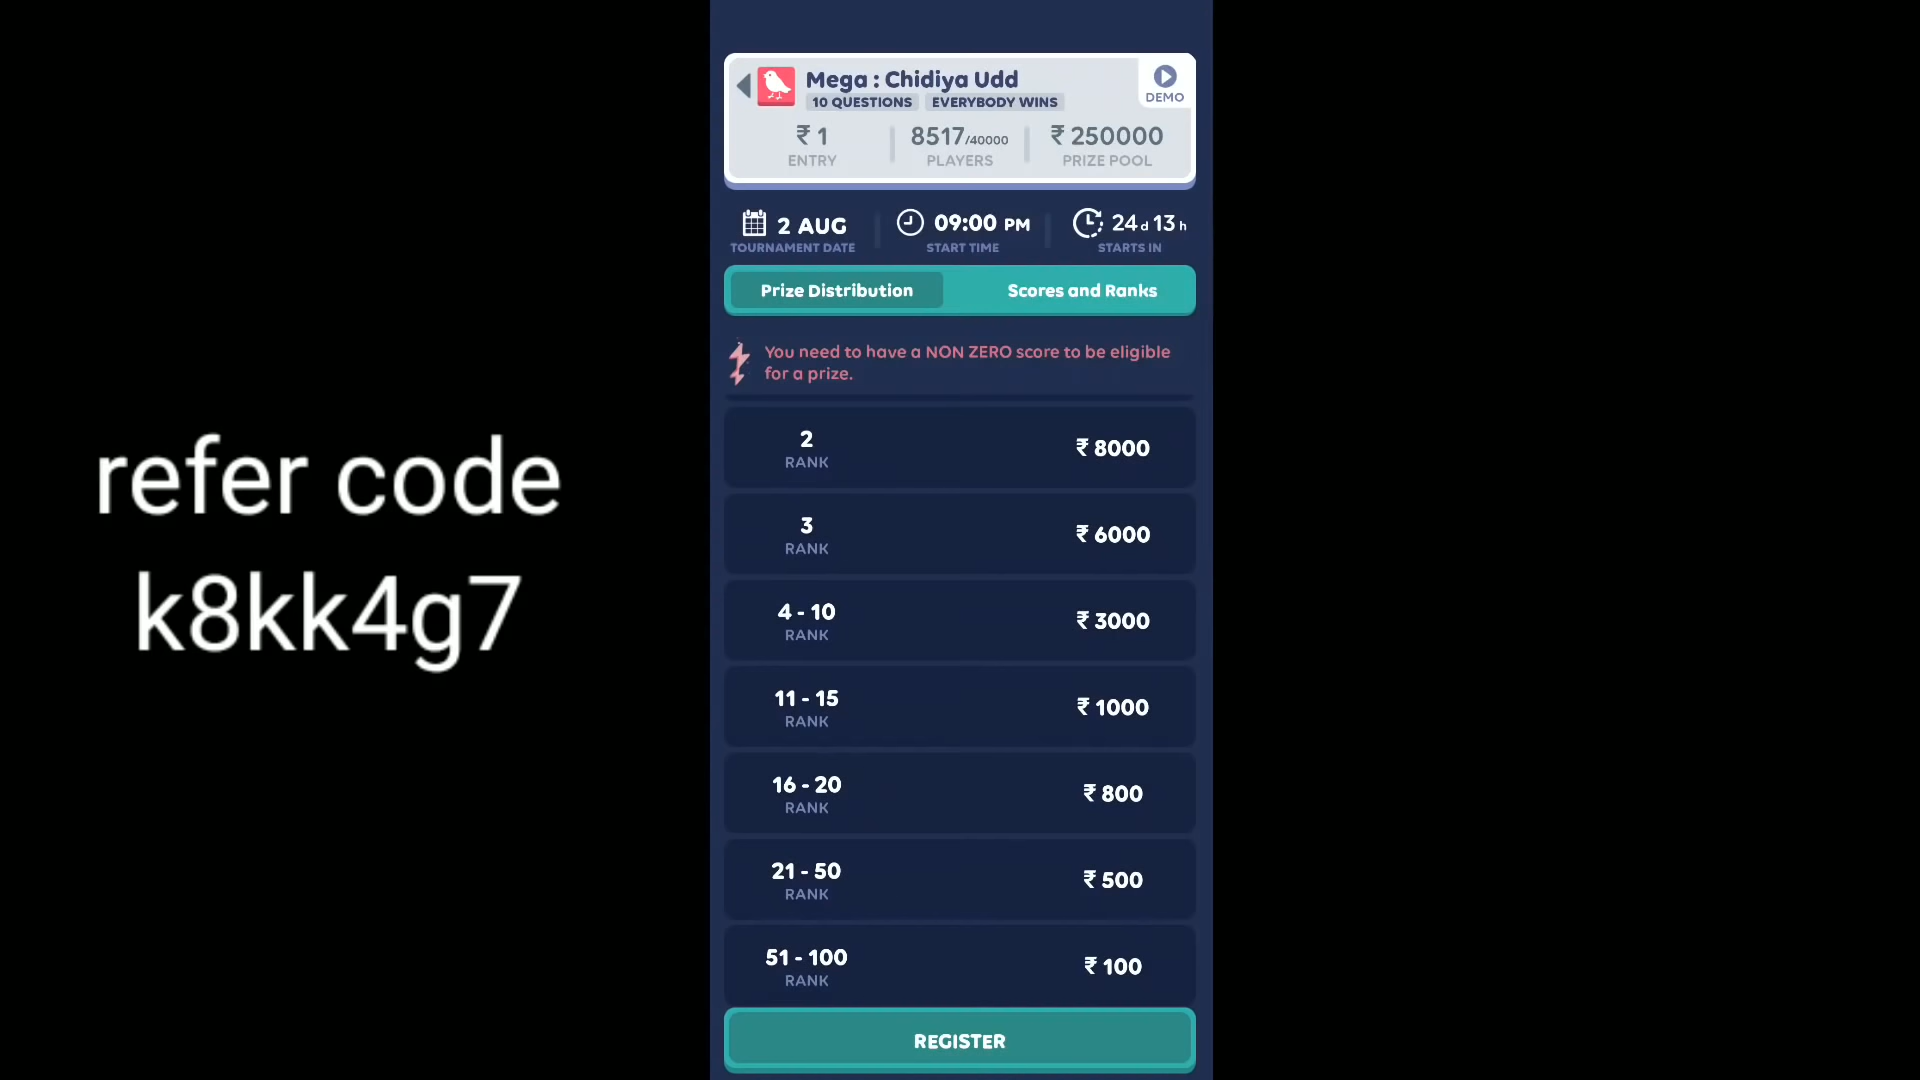 refer code
k8kk4g7
Mega : Chidiya Udd
10 QUESTIONS EVERYBODY WINS
DEMO
₹ 1 8517/40000 ₹ 250000
ENTRY PLAYERS PRIZE POOL
2 AUG 09:00 PM 24d 13h
TOURNAMENT DATE START TIME STARTS IN
Prize Distribution Scores and Ranks
You need to have a NON ZERO score to be eligible
for a prize.
2 ₹ 8000
RANK
3 ₹ 6000
RANK
4 - 10 ₹ 3000
RANK
11 - 15 ₹ 1000
RANK
16 - 20 ₹ 800
RANK
21 - 50 ₹ 500
RANK
51 - 100 ₹ 100
RANK
REGISTER